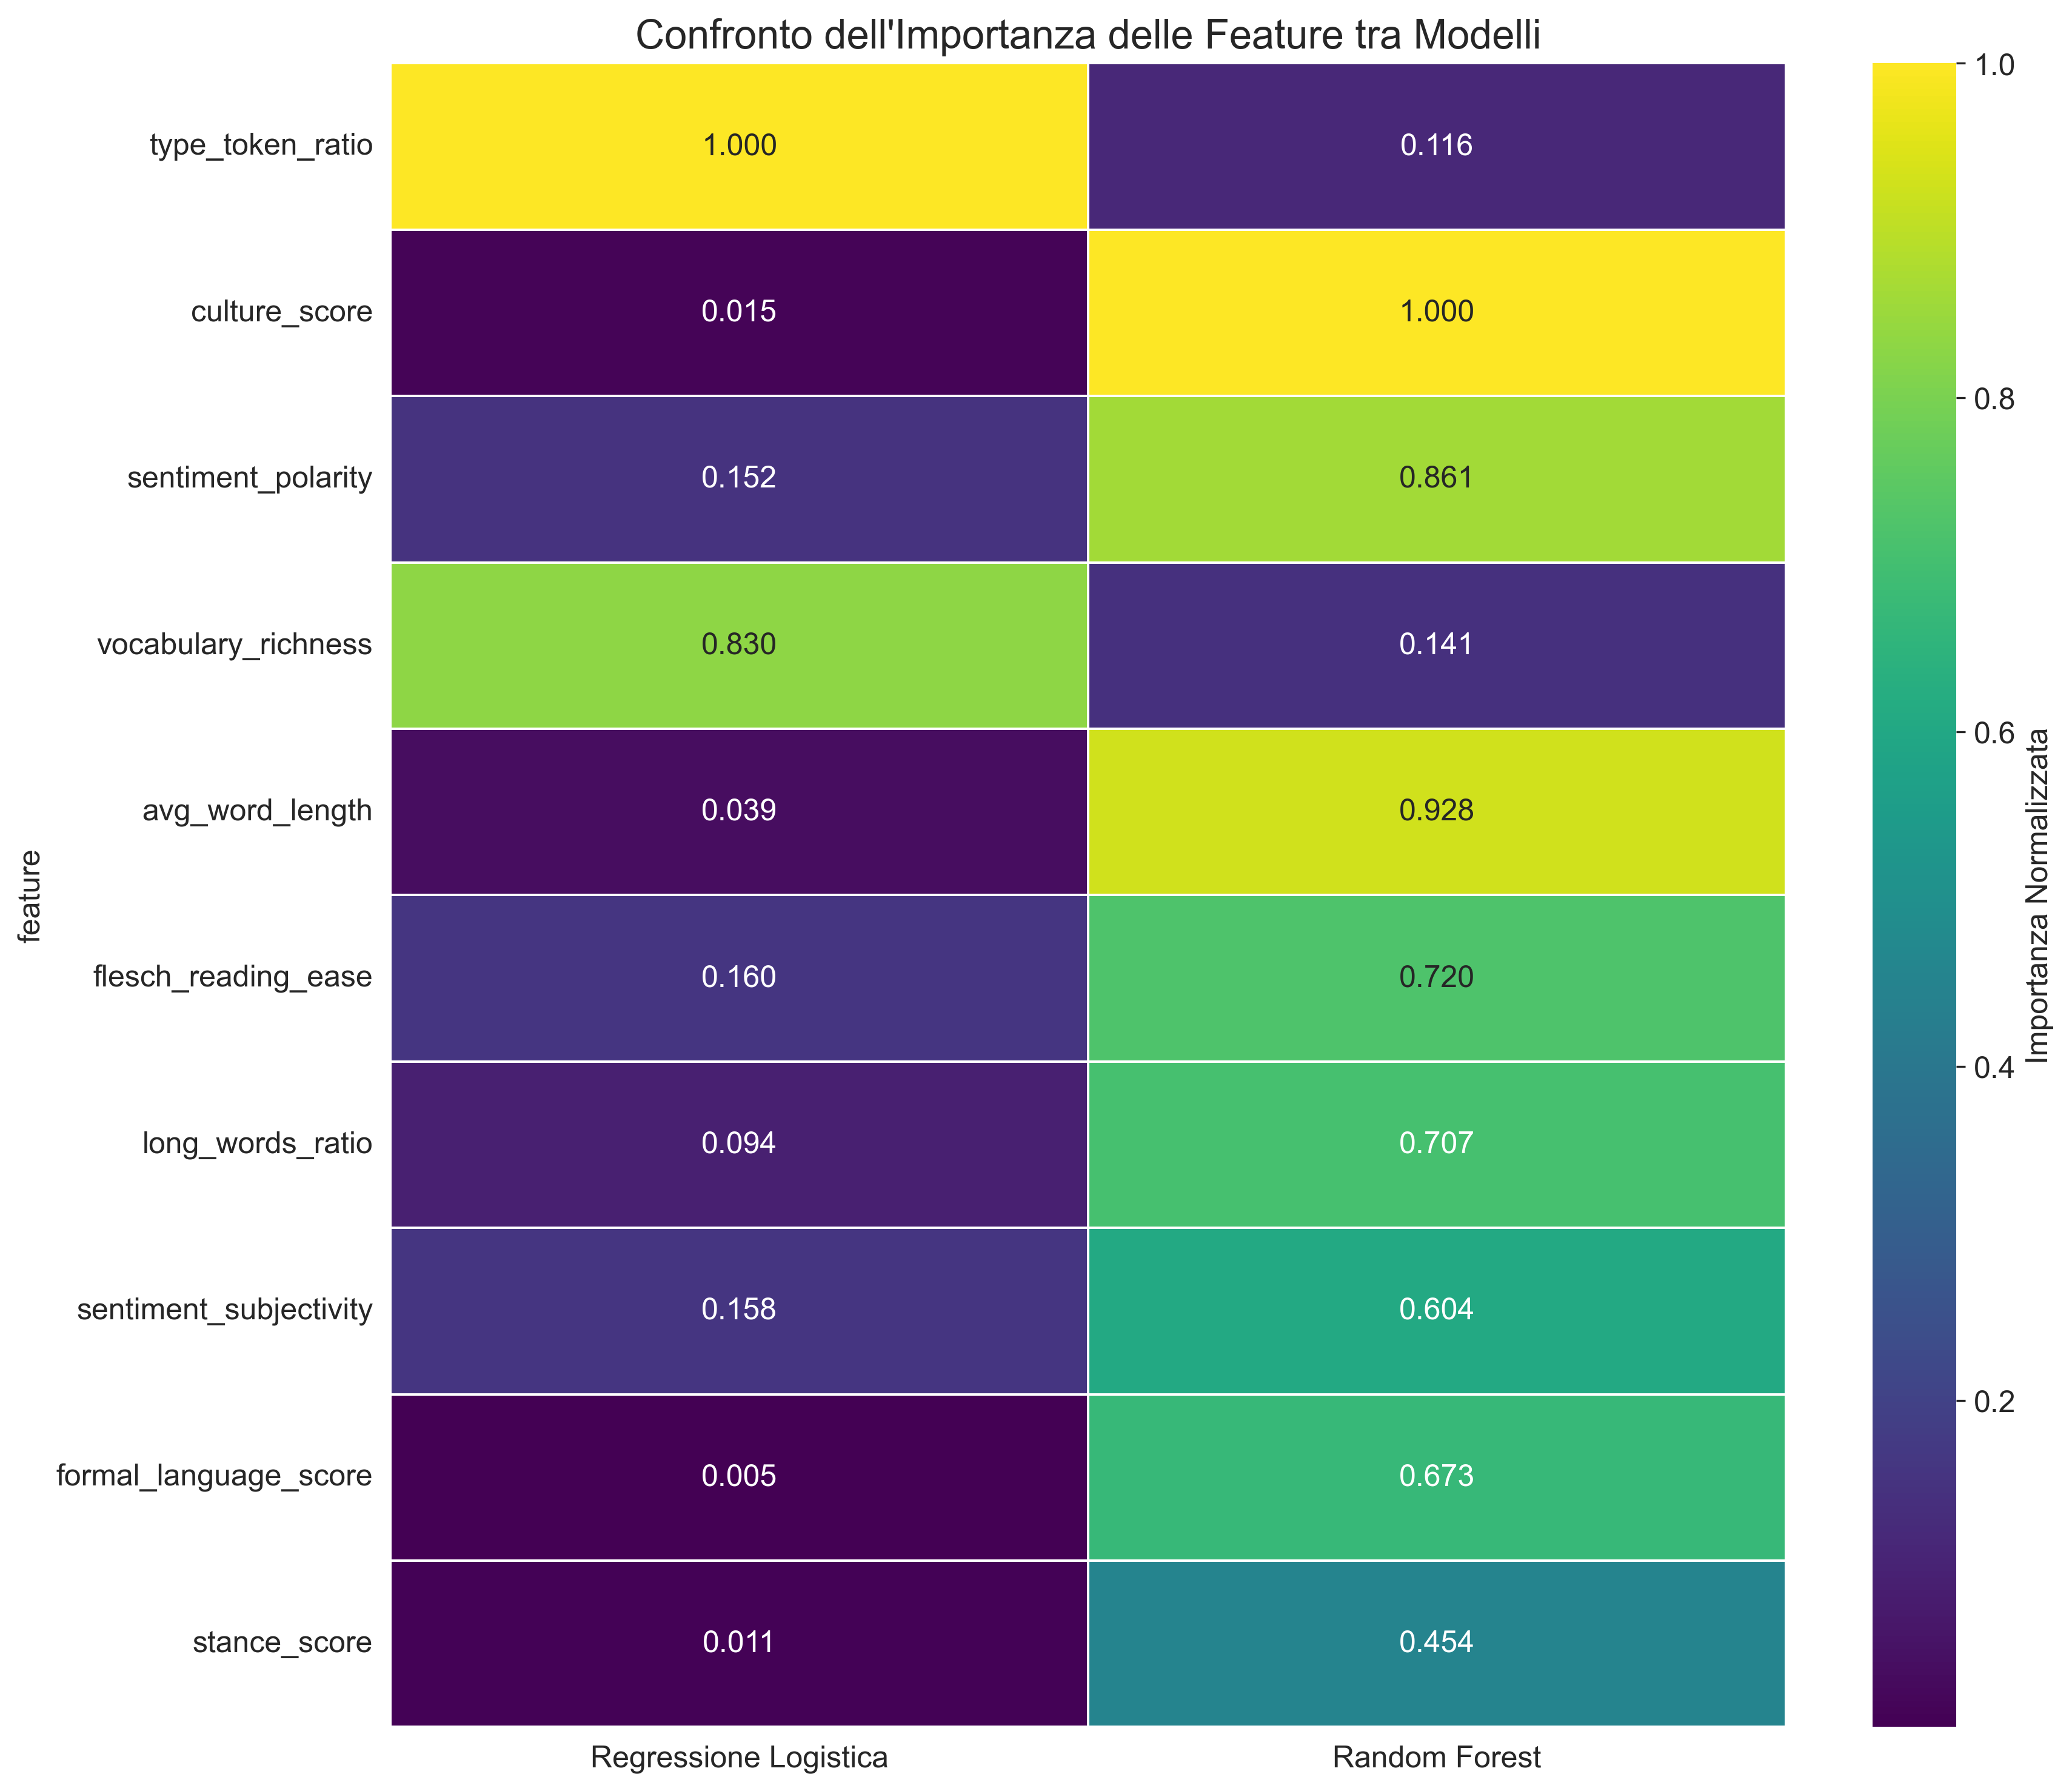 Confronto dell'Importanza delle Feature tra Modelli
type_token_ratio 1.000 0.116
culture_score 0.015 1.000
sentiment_polarity 0.152 0.861
vocabulary_richness 0.830 0.141
avg_word_length 0.039 0.928
flesch_reading_ease 0.160 0.720
long_words_ratio 0.094 0.707
sentiment_subjectivity 0.158 0.604
formal_language_score 0.005 0.673
stance_score 0.011 0.454
Regressione Logistica Random Forest
feature
1.0
0.8
0.6
0.4
0.2
Importanza Normalizzata